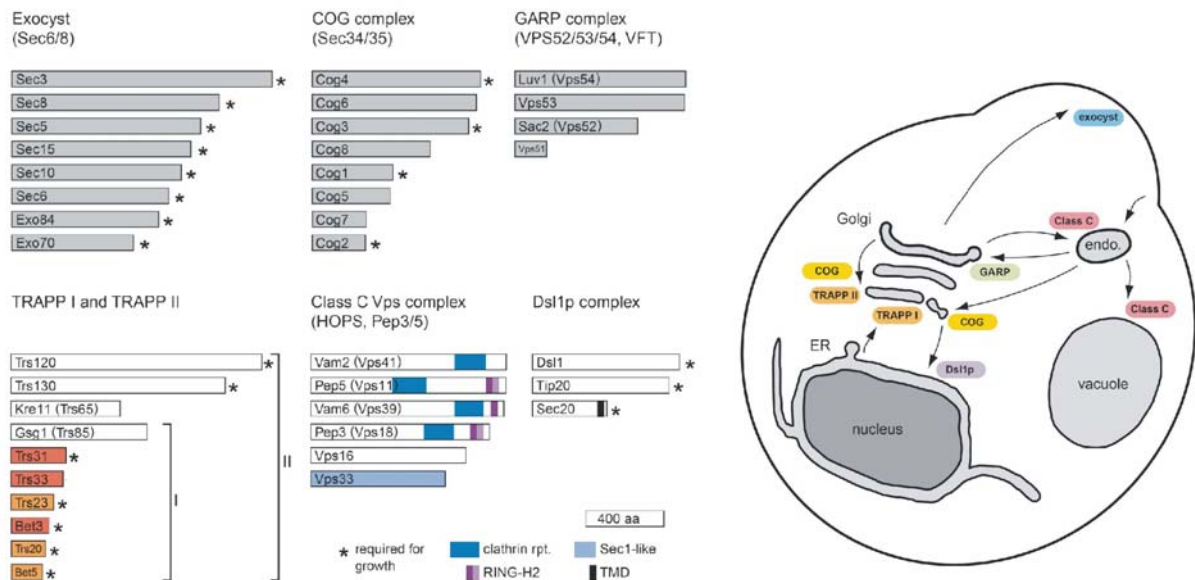 Exocyst
(Sec6/8)
Sec3 *
Sec8 *
Sec5 *
Sec15 *
Sec10 *
Sec6 *
Exo84 *
Exo70 *
COG complex
(Sec34/35)
Cog4 *
Cog6
Cog3 *
Cog8
Cog1 *
Cog5
Cog7
Cog2 *
GARP complex
(VPS52/53/54, VFT)
Luv1 (Vps54)
Vps53
Sac2 (Vps52)
Vps51
TRAPP I and TRAPP II
Trs120 *
Trs130 *
Kre11 (Trs65)
Gsg1 (Trs85)
Trs31 *
Trs33
Trs23 *
Bet3 *
Trs20 *
Bet5 *
I
II
Class C Vps complex
(HOPS, Pep3/5)
Vam2 (Vps41)
Pep5 (Vps11)
Vam6 (Vps39)
Pep3 (Vps18)
Vps16
Vps33
Dsl1p complex
Dsl1 *
Tip20 *
Sec20 *
400 aa
* required for
growth
clathrin rpt.
RING-H2
Sec1-like
TMD
exocyst
Golgi
Class C
endo.
GARP
COG
TRAPP II
TRAPP I
COG
Class C
ER
Dsl1p
vacuole
nucleus